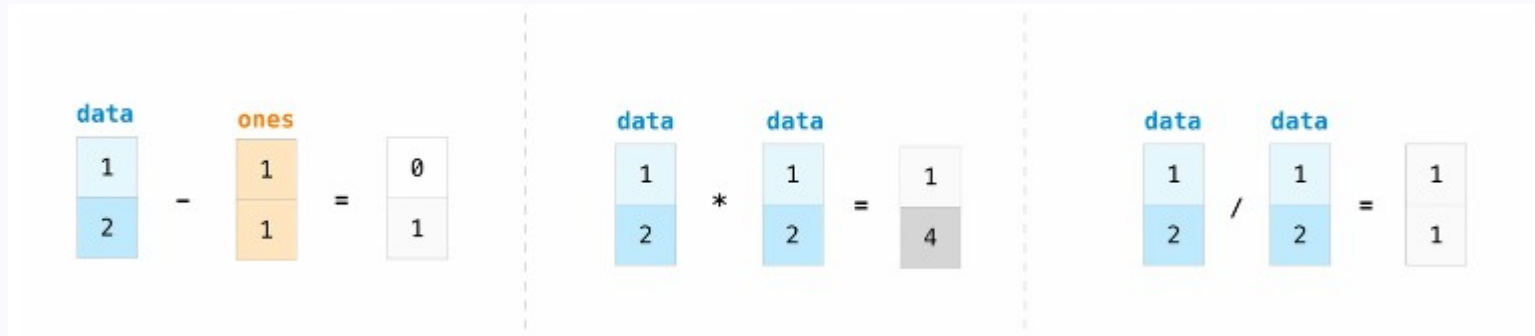 data ones
1 - 1 = 0
2 1 1
data data
1 * 1 = 1
2 2 4
data data
1 / 1 = 1
2 2 1